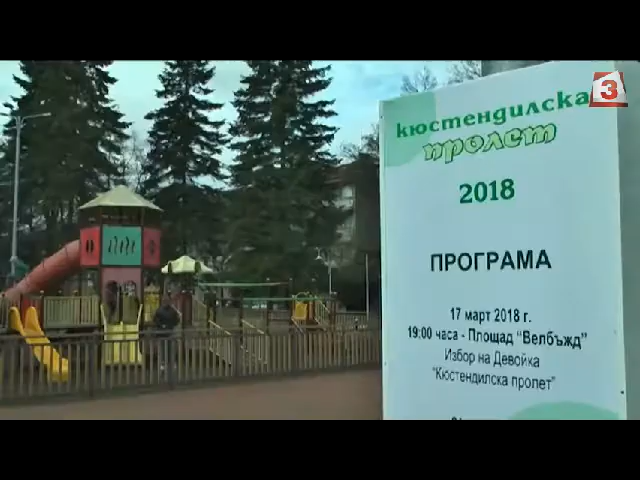 3
кюстендилска
пролет
2018
ПРОГРАМА
17 март 2018 г.
19:00 часа - Площад "Велбъжд"
Избор на Девойка
"Кюстендилска пролет"